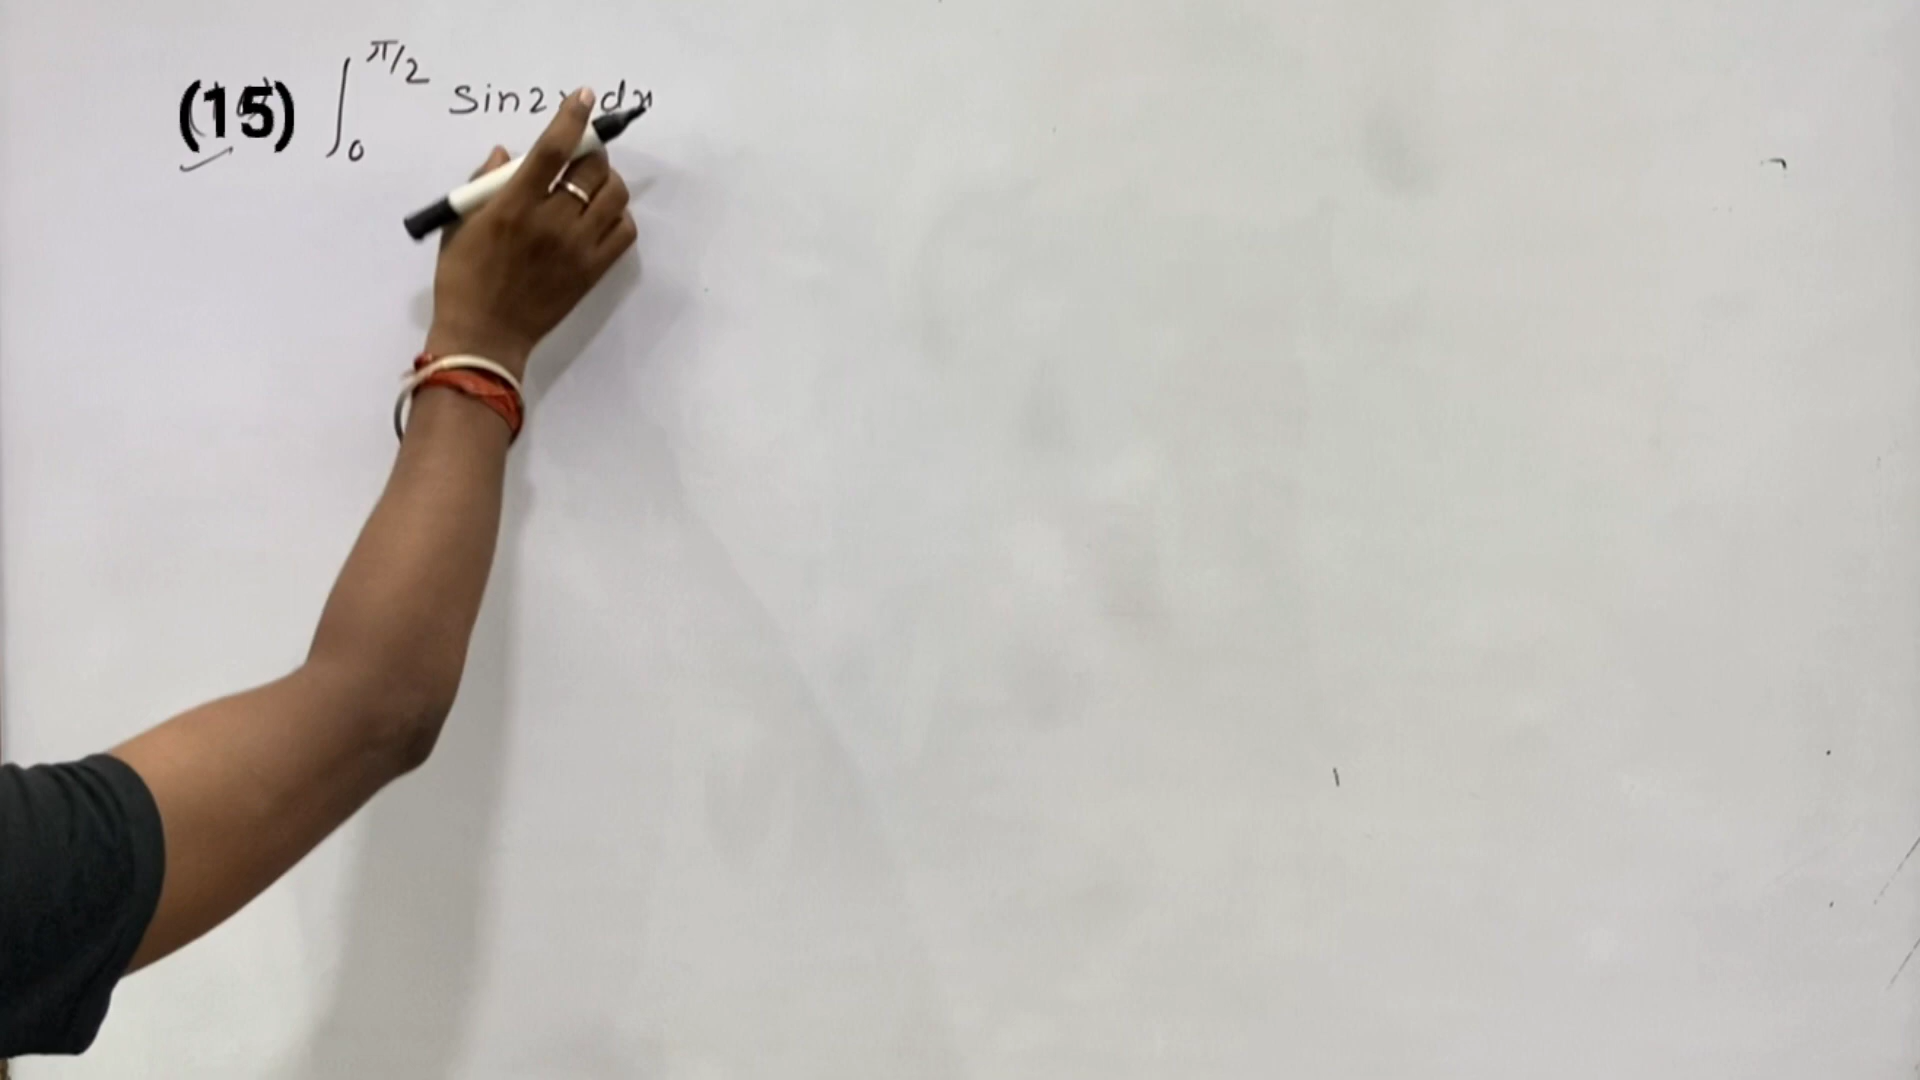 (15) ∫₀^π/2 sin2x dx